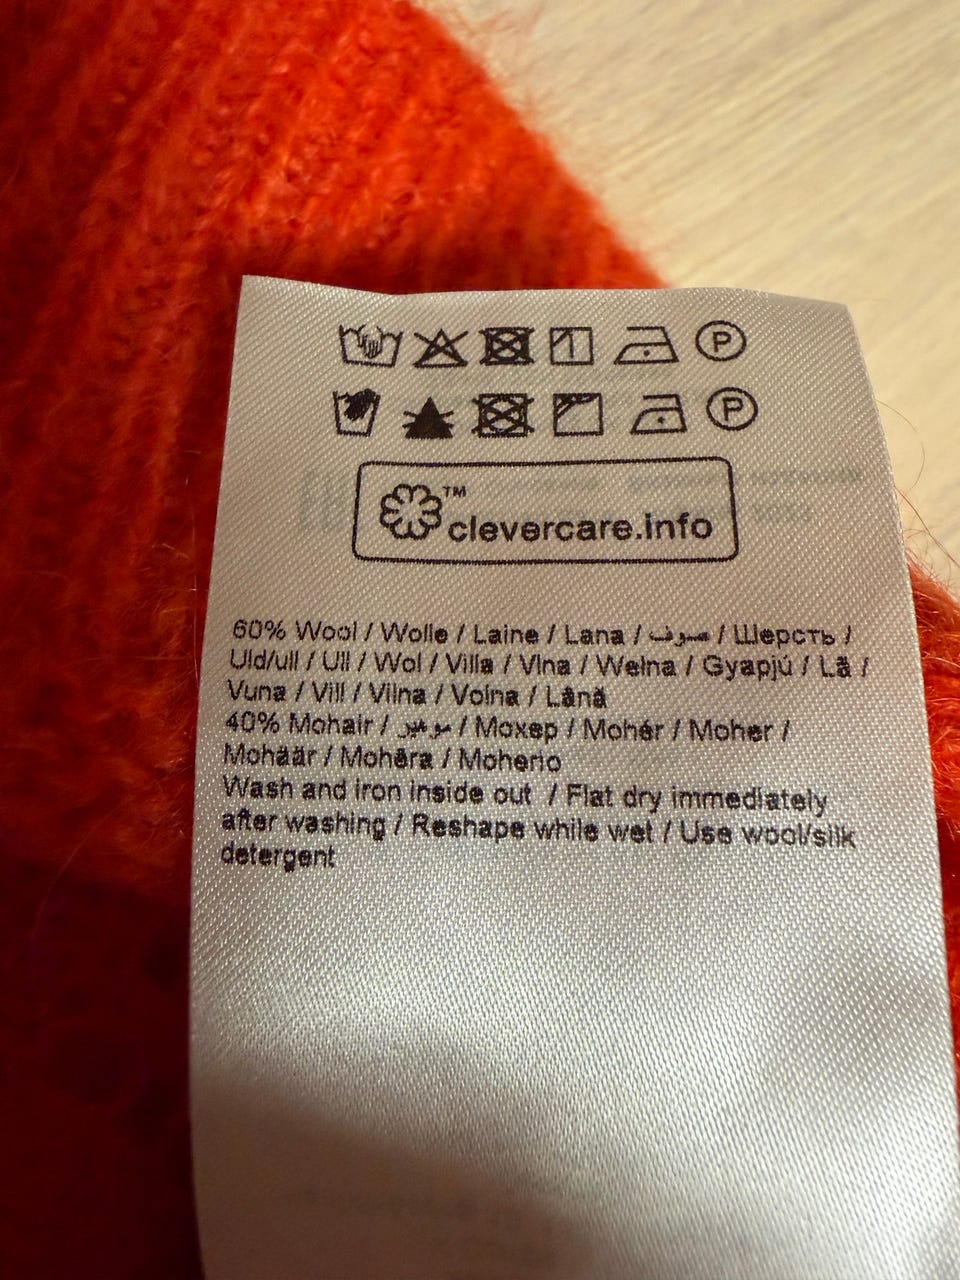 P
P
™
clevercare.info
60% Wool / Wolle / Laine / Lana / صوف / Шерсть /
Uld/ull / Ull / Wol / Villa / Vlna / Wełna / Gyapjú / Lã /
Vuna / Vill / Vilna / Volna / Lână
40% Mohair / موهير / Мохер / Mohér / Moher /
Mohäär / Mohēra / Moherio
Wash and iron inside out / Flat dry immediately
after washing / Reshape while wet / Use wool/silk
detergent